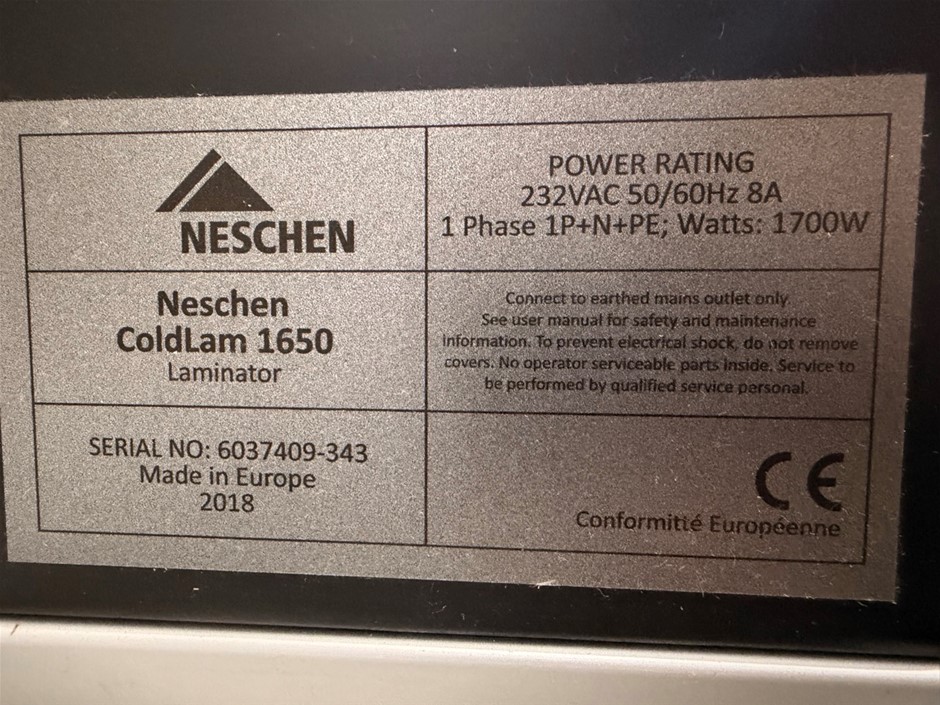 NESCHEN
Neschen
ColdLam 1650
Laminator
SERIAL NO: 6037409-343
Made in Europe
2018
POWER RATING
232VAC 50/60Hz 8A
1 Phase 1P+N+PE; Watts: 1700W
Connect to earthed mains outlet only.
See user manual for safety and maintenance
information. To prevent electrical shock, do not remove
covers. No operator serviceable parts inside. Service to
be performed by qualified service personal.
CE
Conformitié Européenne